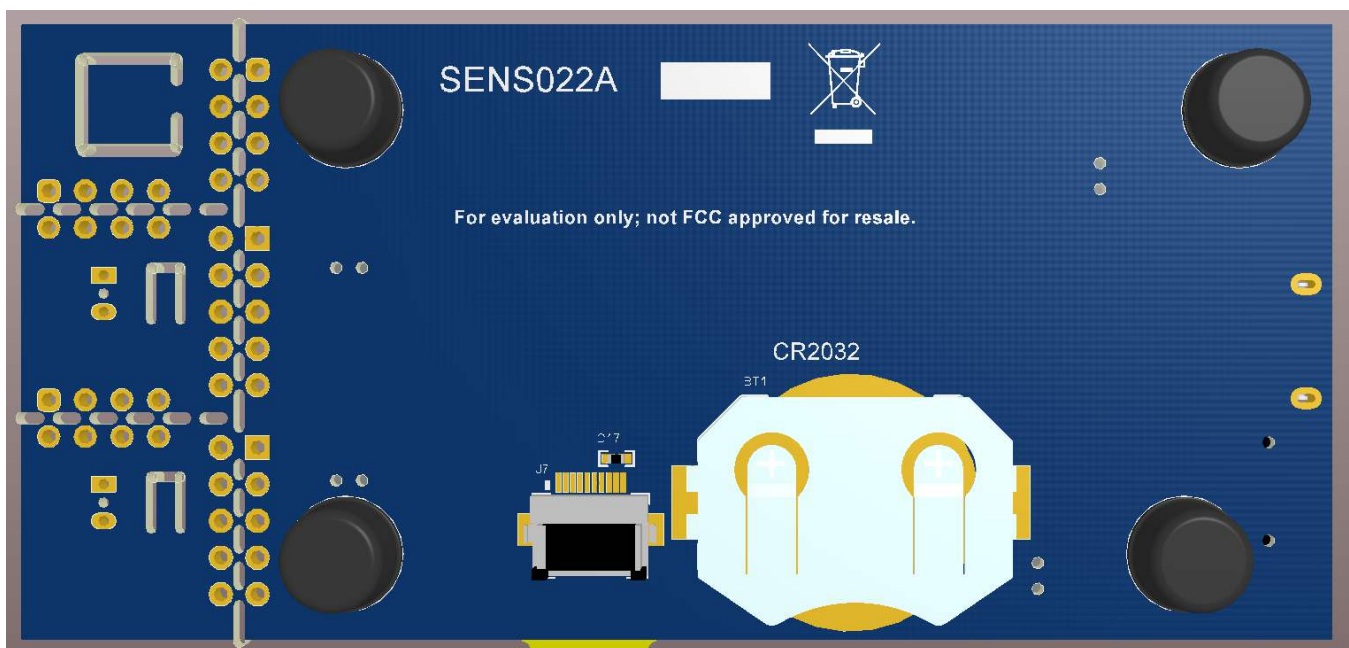 SENS022A
For evaluation only; not FCC approved for resale.
CR2032
BT1
J7